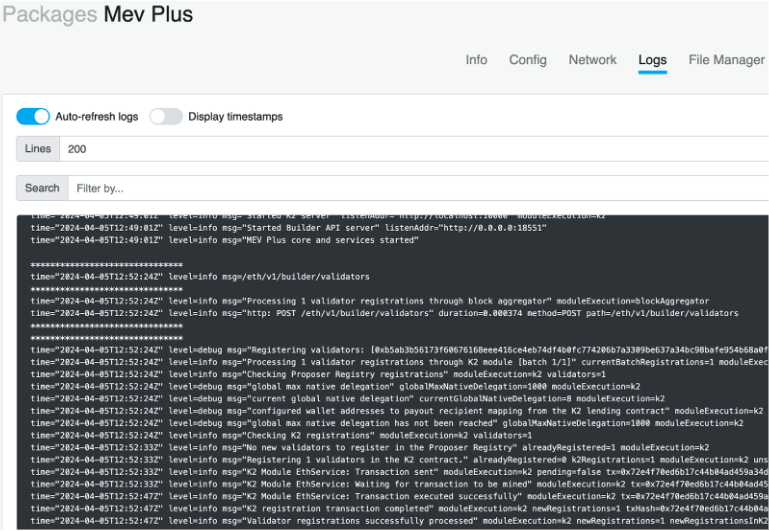 Packages Mev Plus
Info Config Network Logs File Manager
Auto-refresh logs Display timestamps
Lines 200
Search Filter by...
time="2024-04-05T12:49:01Z" level=info msg="Started K2 server" listenAddr="http://localhost:10000" moduleExecution=k2
time="2024-04-05T12:49:01Z" level=info msg="Started Builder API server" listenAddr="http://0.0.0.0:18551"
time="2024-04-05T12:49:01Z" level=info msg="MEV Plus core and services started"
******************************
time="2024-04-05T12:52:24Z" level=info msg=/eth/v1/builder/validators
******************************
time="2024-04-05T12:52:24Z" level=info msg="Processing 1 validator registrations through block aggregator" moduleExecution=blockAggregator
time="2024-04-05T12:52:24Z" level=info msg="http: POST /eth/v1/builder/validators" duration=0.000374 method=POST path=/eth/v1/builder/validators
******************************
******************************
time="2024-04-05T12:52:24Z" level=debug msg="Registering validators: [0xb5ab3b56173f60676168eee416ce4eb74df4b0fc774206b7a3309be637a34bc98bafe954b68a0f
time="2024-04-05T12:52:24Z" level=info msg="Processing 1 validator registrations through K2 module [batch 1/1]" currentBatchRegistrations=1 moduleExec
time="2024-04-05T12:52:24Z" level=info msg="Checking Proposer Registry registrations" moduleExecution=k2 validators=1
time="2024-04-05T12:52:24Z" level=debug msg="global max native delegation" globalMaxNativeDelegation=1000 moduleExecution=k2
time="2024-04-05T12:52:24Z" level=debug msg="current global native delegation" currentGlobalNativeDelegation=8 moduleExecution=k2
time="2024-04-05T12:52:24Z" level=debug msg="configured wallet addresses to payout recipient mapping from the K2 lending contract" moduleExecution=k2
time="2024-04-05T12:52:24Z" level=debug msg="global max native delegation has not been reached" globalMaxNativeDelegation=1000 moduleExecution=k2
time="2024-04-05T12:52:24Z" level=info msg="Checking K2 registrations" moduleExecution=k2 validators=1
time="2024-04-05T12:52:33Z" level=info msg="No new validators to register in the Proposer Registry" alreadyRegistered=1 moduleExecution=k2
time="2024-04-05T12:52:33Z" level=info msg="Registering 1 validators in the K2 contract." alreadyRegistered=0 k2Registrations=1 moduleExecution=k2 uns
time="2024-04-05T12:52:33Z" level=info msg="K2 Module EthService: Transaction sent" moduleExecution=k2 pending=false tx=0x72e4f70ed6b17c44b04ad459a34d
time="2024-04-05T12:52:33Z" level=info msg="K2 Module EthService: Waiting for transaction to be mined" moduleExecution=k2 tx=0x72e4f70ed6b17c44b04ad45
time="2024-04-05T12:52:47Z" level=info msg="K2 Module EthService: Transaction executed successfully" moduleExecution=k2 tx=0x72e4f70ed6b17c44b04ad459a
time="2024-04-05T12:52:47Z" level=info msg="K2 registration transaction completed" moduleExecution=k2 newRegistrations=1 txHash=0x72e4f70ed6b17c44b04a
time="2024-04-05T12:52:47Z" level=info msg="Validator registrations successfully processed" moduleExecution=k2 newRegistrations=1 newRegistrationsInK2